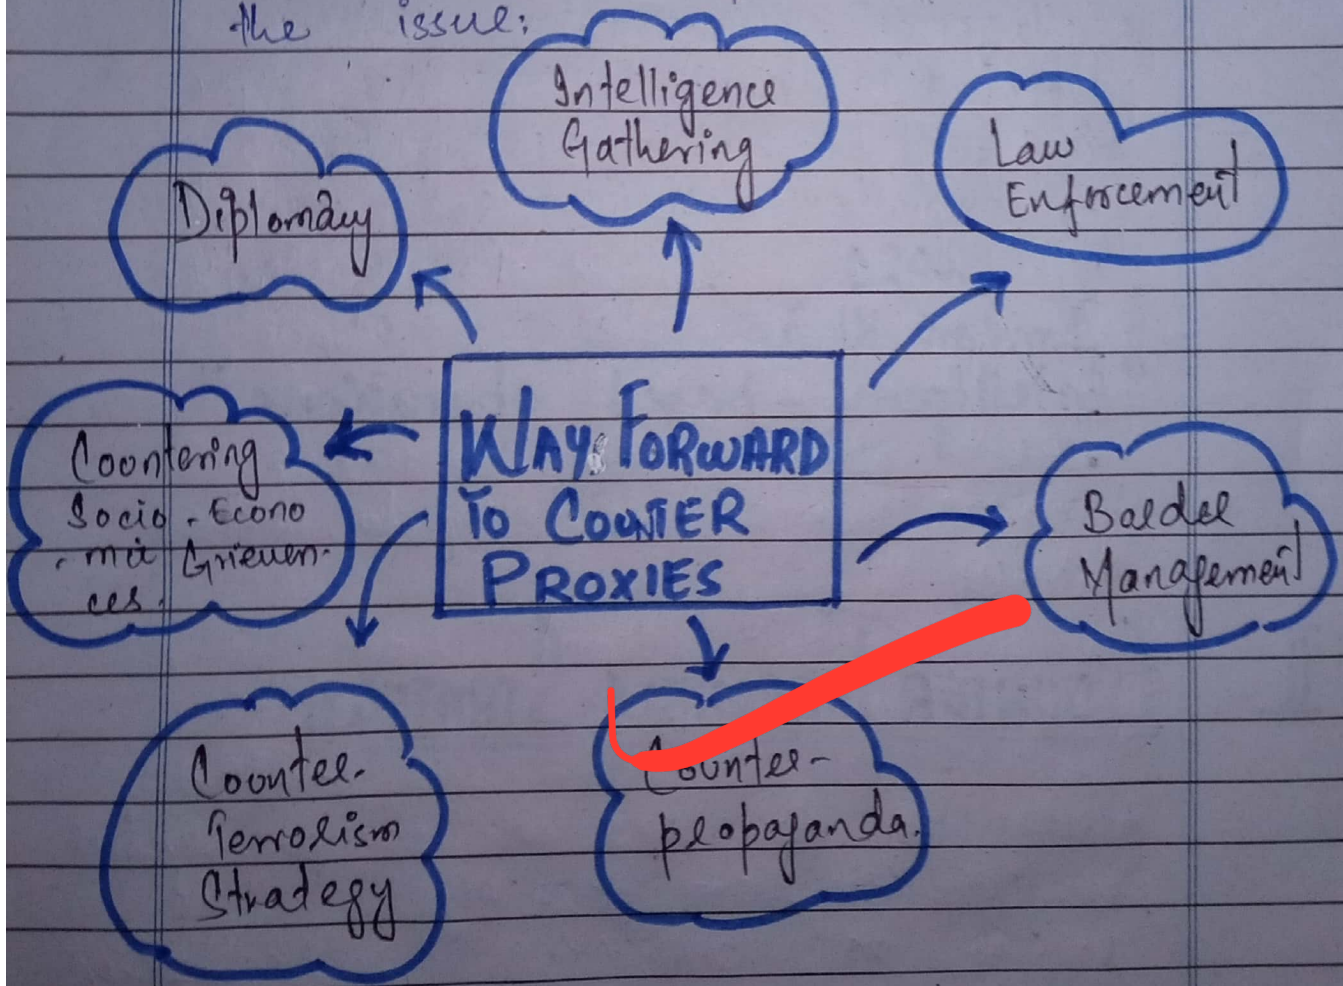 the issue:
Intelligence
Gathering
Law
Enforcement
Diplomacy
WAY FORWARD
TO COUNTER
PROXIES
Countering
Socio-Econo
-mic Grieven-
ces.
Border
Management
Counter-
Terrorism
Strategy
Counter-
propaganda.